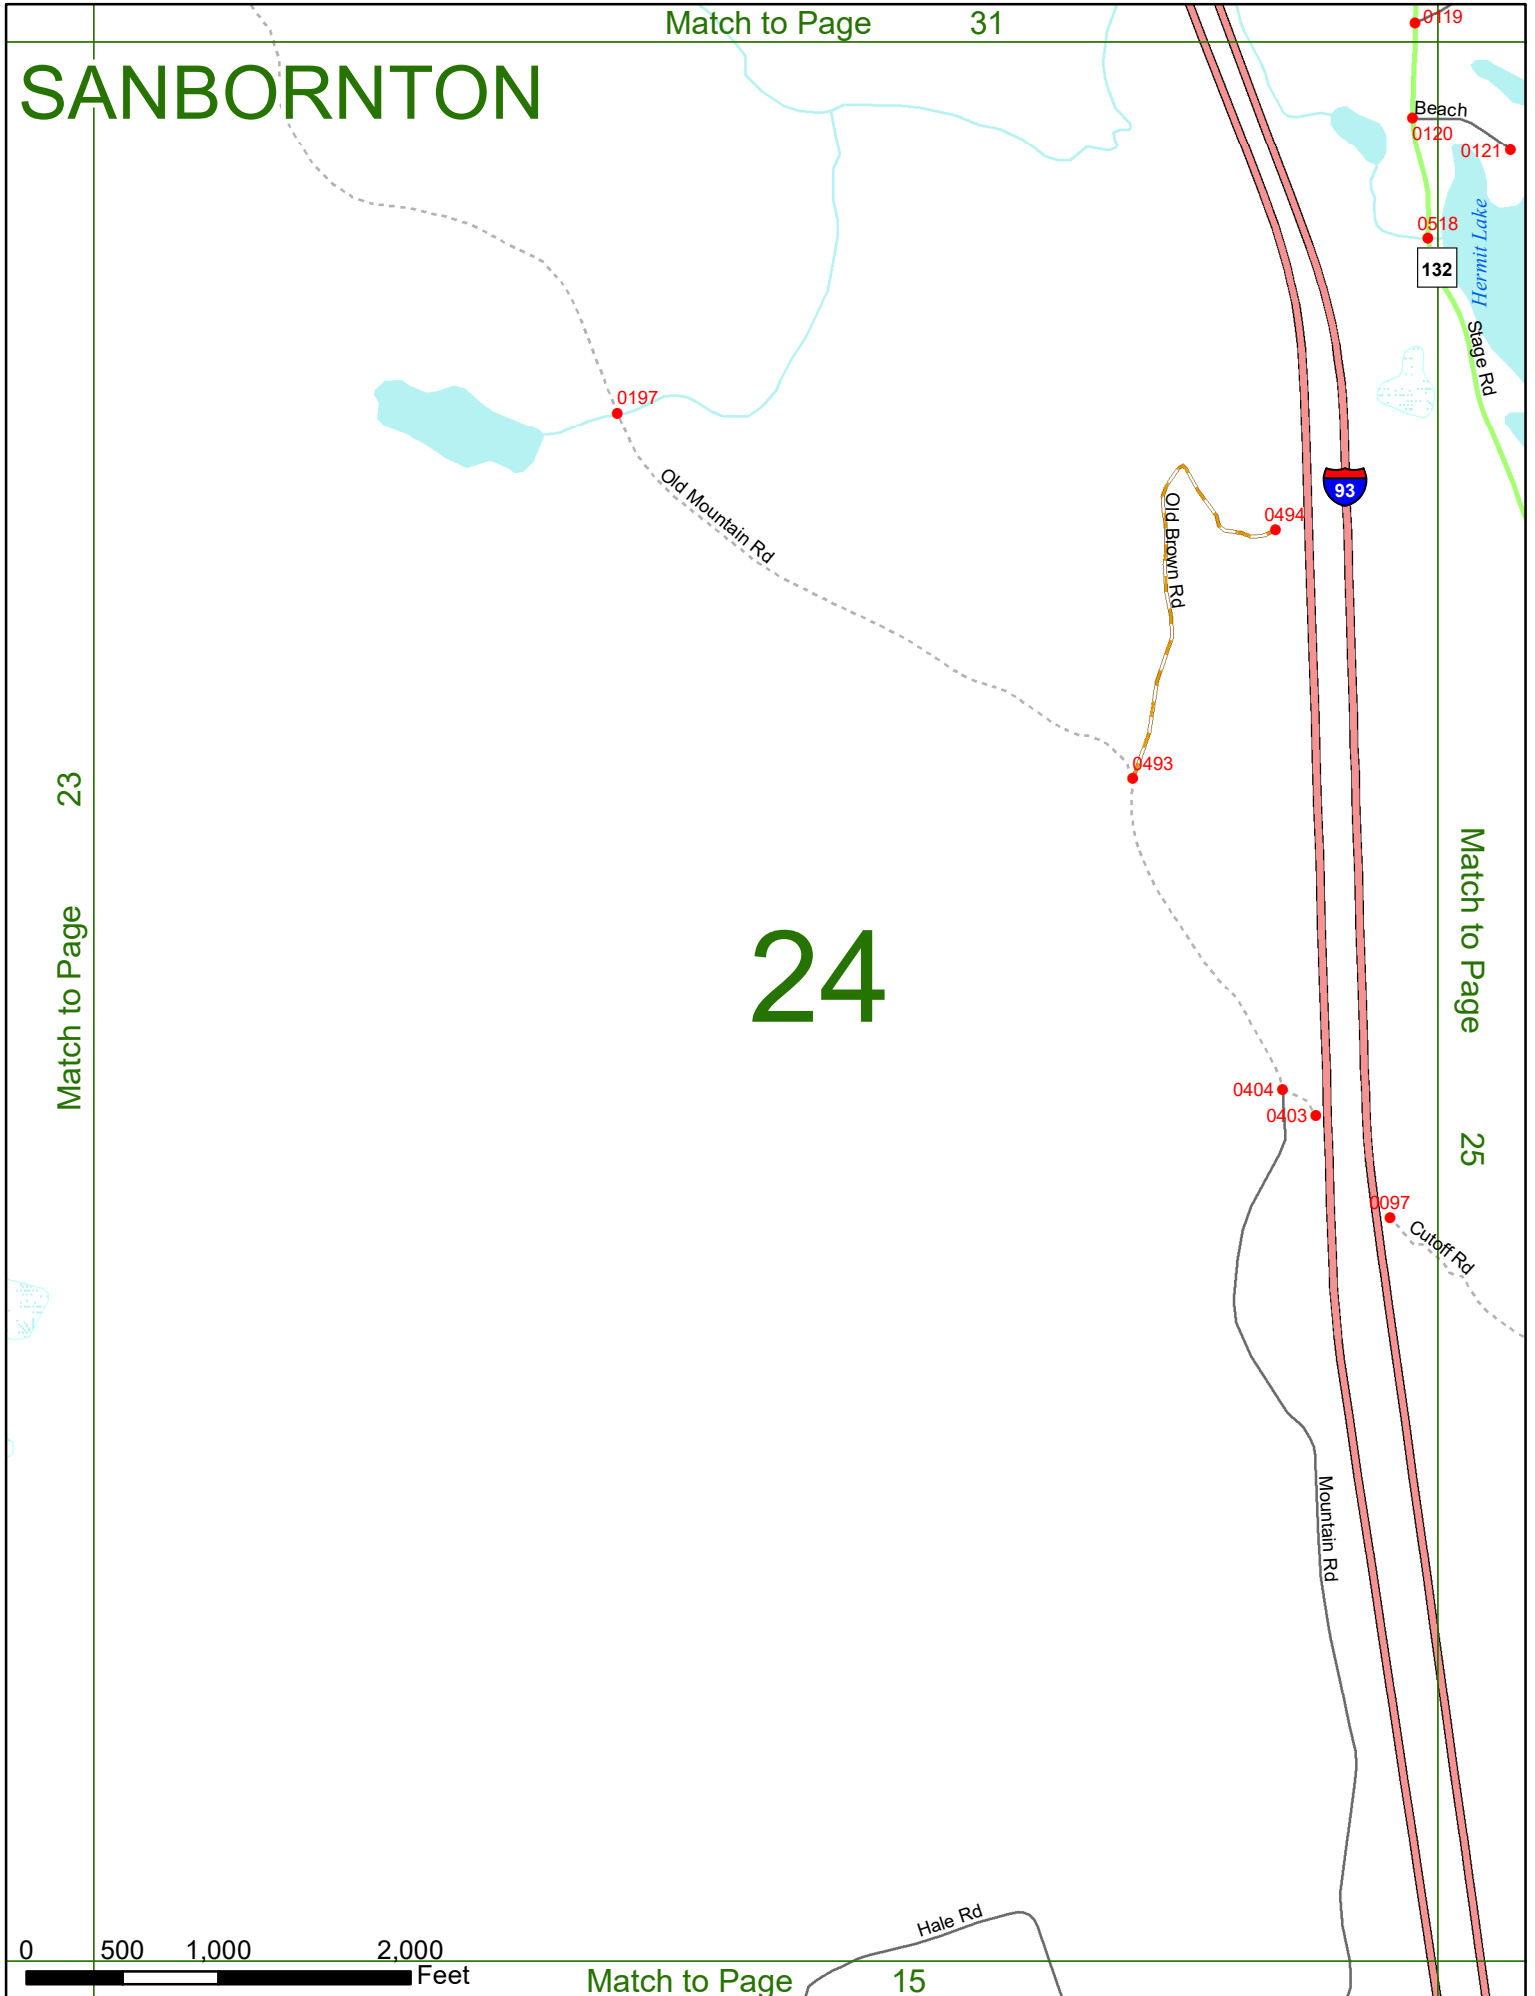 Match to Page 31
0119
SANBORNTON
Beach
0120
0121
0518
Hermit Lake
132
Stage Rd
0197
Old Mountain Rd
93
0494
Old Brown Rd
0493
Match to Page 23
24
Match to Page 25
0404
0403
0097
Cutoff Rd
Mountain Rd
Hale Rd
0 500 1,000 2,000
Feet
Match to Page 15